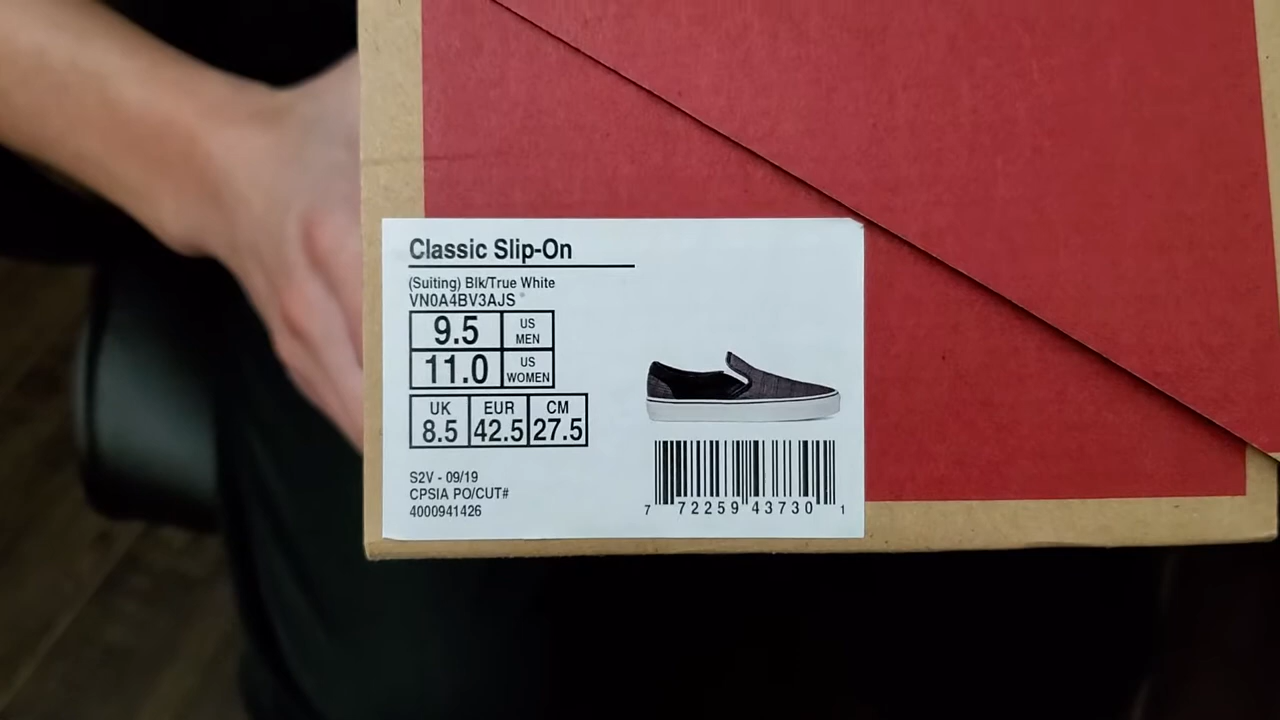 Classic Slip-On
(Suiting) Blk/True White
VN0A4BV3AJS
9.5 US MEN
11.0 US WOMEN
UK EUR CM
8.5 42.5 27.5
S2V - 09/19
CPSIA PO/CUT#
4000941426
7 72259 43730 1